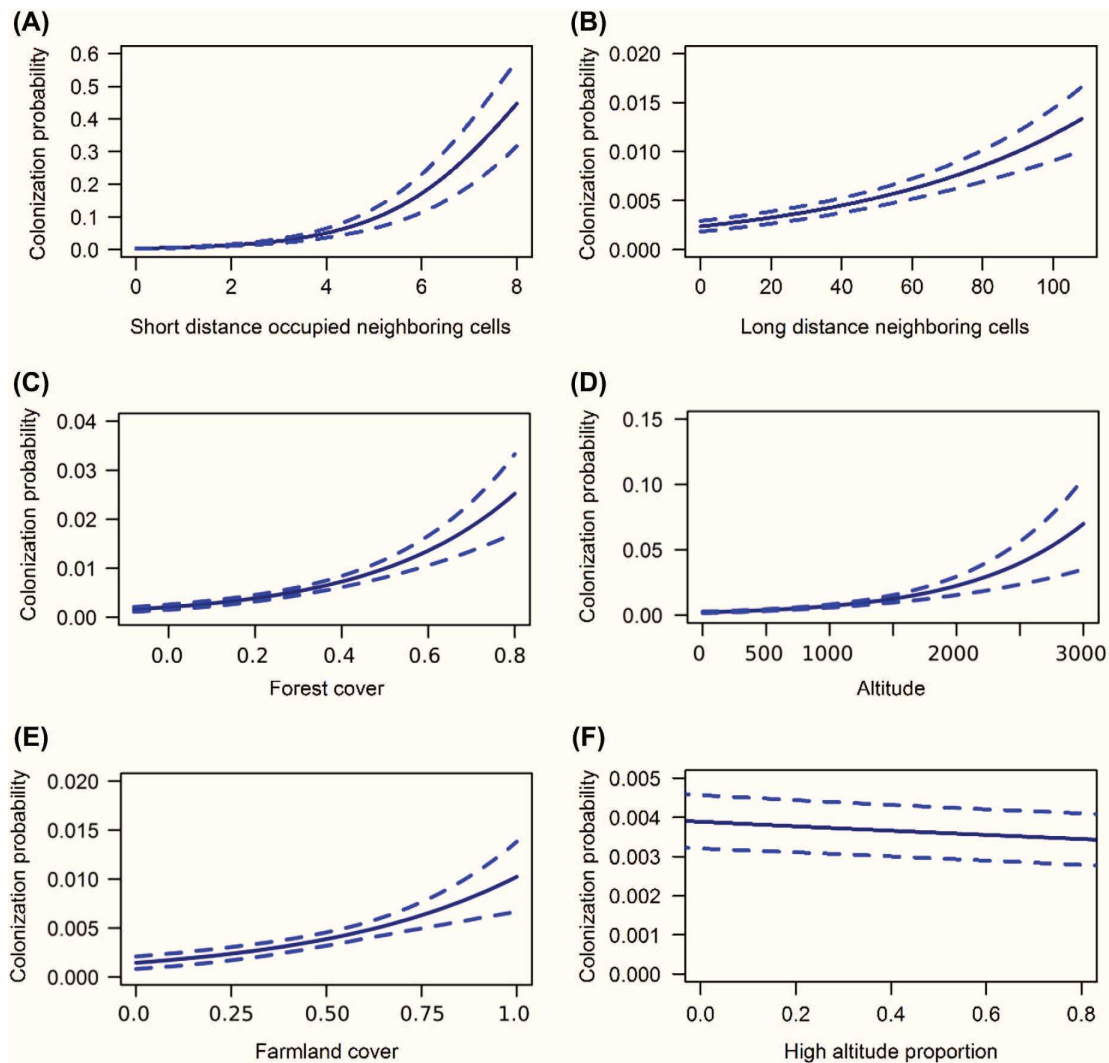 (A)
Colonization probability
0.6
0.5
0.4
0.3
0.2
0.1
0.0
0 2 4 6 8
Short distance occupied neighboring cells
(B)
Colonization probability
0.020
0.015
0.010
0.005
0.000
0 20 40 60 80 100
Long distance neighboring cells
(C)
Colonization probability
0.04
0.03
0.02
0.01
0.00
0.0 0.2 0.4 0.6 0.8
Forest cover
(D)
Colonization probability
0.15
0.10
0.05
0.00
0 500 1000 2000 3000
Altitude
(E)
Colonization probability
0.020
0.015
0.010
0.005
0.000
0.0 0.25 0.50 0.75 1.0
Farmland cover
(F)
Colonization probability
0.005
0.004
0.003
0.002
0.001
0.000
0.0 0.2 0.4 0.6 0.8
High altitude proportion